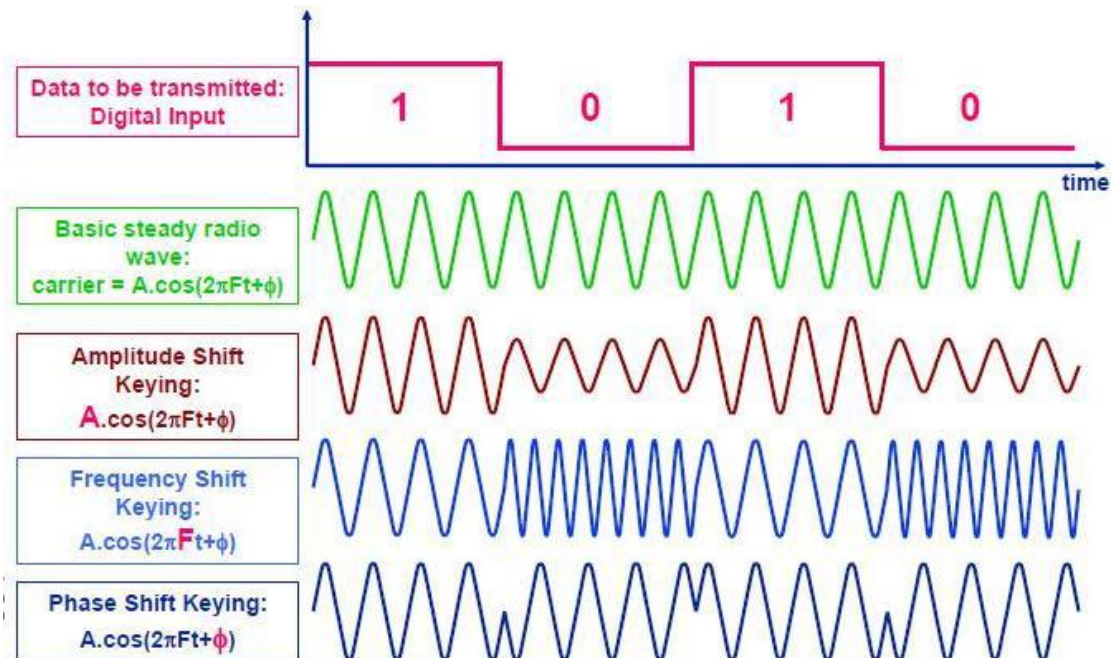 Data to be transmitted:
Digital Input
1 0 1 0
time
Basic steady radio
wave:
carrier = A.cos(2πFt+ϕ)
Amplitude Shift
Keying:
A.cos(2πFt+ϕ)
Frequency Shift
Keying:
A.cos(2πFt+ϕ)
Phase Shift Keying:
A.cos(2πFt+ϕ)